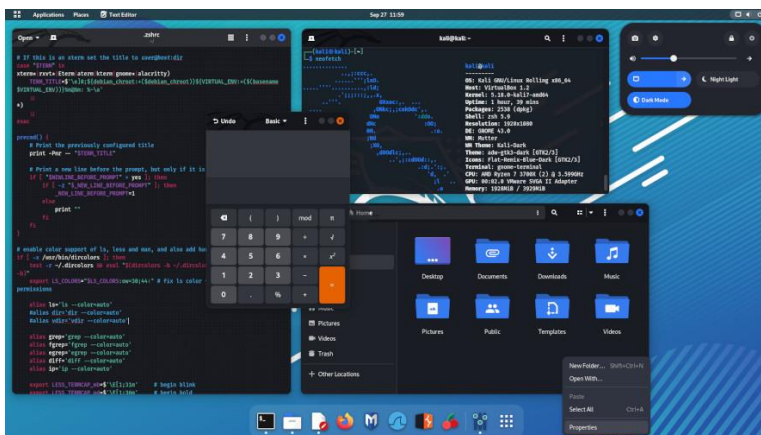 Applications Places Text Editor
Sep 27 11:59
Open
.zshrc
# If this is an xterm set the title to user@host:dir
case "$TERM" in
precmd() {
# Print the previously configured title
print -Pnr -- "$TERM_TITLE"
# Print a new line before the prompt, but only if it is
if [ "$NEWLINE_BEFORE_PROMPT" = yes ]; then
if [ -z "$_NEW_LINE_BEFORE_PROMPT" ]; then
_NEW_LINE_BEFORE_PROMPT=1
else
print ""
fi
fi
}
# enable color support of ls, less and man, and also add
if [ -x /usr/bin/dircolors ]; then
permissions
alias ls='ls --color=auto'
#alias dir='dir --color=auto'
#alias vdir='vdir --color=auto'
alias grep='grep --color=auto'
alias fgrep='fgrep --color=auto'
alias egrep='egrep --color=auto'
alias diff='diff --color=auto'
alias ip='ip --color=auto'
# begin blink
# begin bold
Undo
Basic
( ) mod π
7 8 9 ÷ √
4 5 6 × x²
1 2 3 − =
0 . % +
kali@kali: ~
(kali@kali)-[~]
$ neofetch
kali@kali
OS: Kali GNU/Linux Rolling x86_64
Host: VirtualBox 1.2
Kernel: 5.18.0-kali7-amd64
Uptime: 1 hour, 39 mins
Packages: 2538 (dpkg)
Shell: zsh 5.9
Resolution: 1920x1080
DE: GNOME 43.0
WM: Mutter
WM Theme: Kali-Dark
Theme: adw-gtk3-dark [GTK2/3]
Icons: Flat-Remix-Blue-Dark [GTK2/3]
Terminal: gnome-terminal
CPU: AMD Ryzen 7 3700X (2) @ 3.599GHz
GPU: 00:02.0 VMware SVGA II Adapter
Memory: 1028MiB / 3929MiB
Night Light
Dark Mode
Home
Desktop Documents Downloads Music
Pictures Public Templates Videos
Music
Pictures
Videos
Trash
+ Other Locations
New Folder... Shift+Ctrl+N
Open With...
Paste
Select All Ctrl+A
Properties